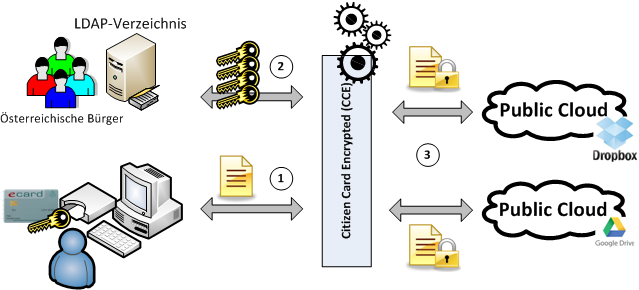 LDAP-Verzeichnis
Österreichische Bürger
2
Citizen Card Encrypted (CCE)
Public Cloud
Dropbox
ecard
1
3
Public Cloud
Google Drive